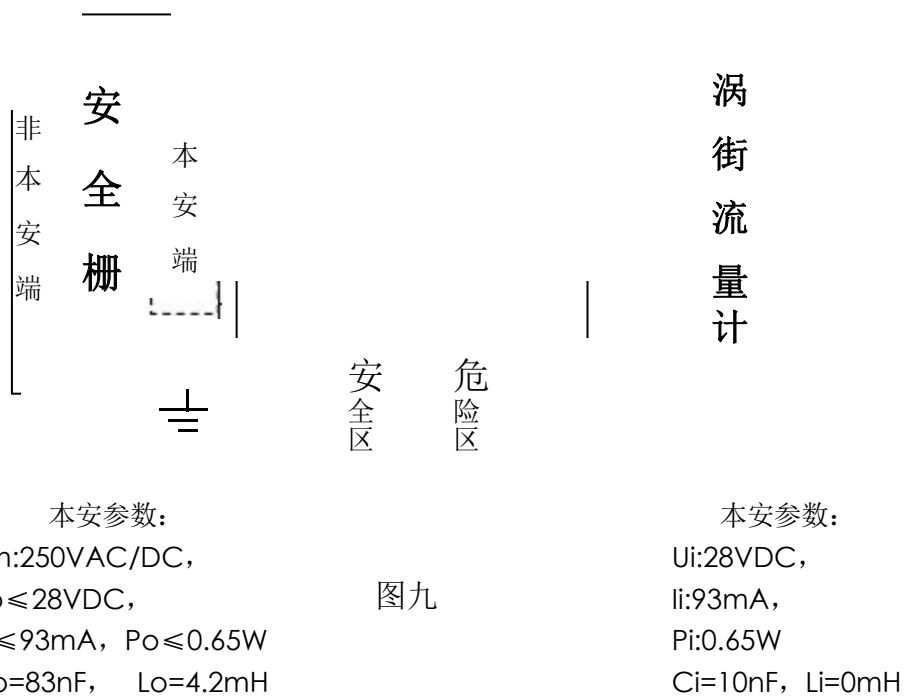 非本安端
安全栅
本安端
涡街流量计
安全区
危险区
本安参数：
n:250VAC/DC，
≤28VDC，
≤93mA，Po≤0.65W
o=83nF， Lo=4.2mH
图九
本安参数：
Ui:28VDC，
Ii:93mA，
Pi:0.65W
Ci=10nF，Li=0mH